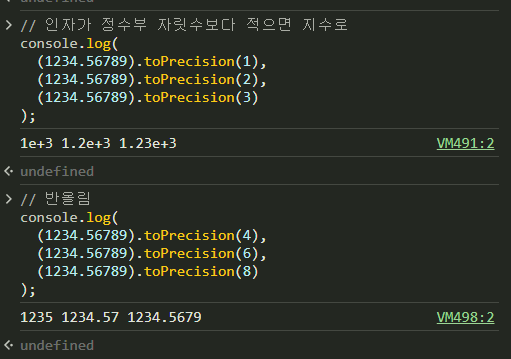 undefined
// 인자가 정수부 자릿수보다 적으면 지수로
console.log(
(1234.56789).toPrecision(1),
(1234.56789).toPrecision(2),
(1234.56789).toPrecision(3)
);
1e+3 1.2e+3 1.23e+3 VM491:2
undefined
// 반올림
console.log(
(1234.56789).toPrecision(4),
(1234.56789).toPrecision(6),
(1234.56789).toPrecision(8)
);
1235 1234.57 1234.5679 VM498:2
undefined